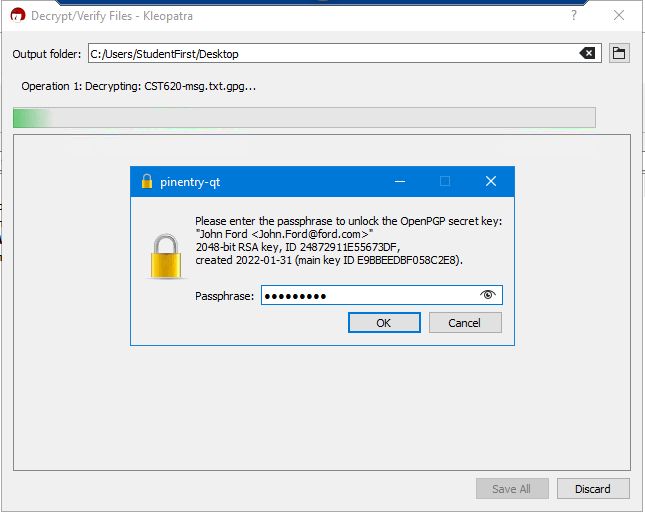 Decrypt/Verify Files - Kleopatra
Output folder: C:/Users/StudentFirst/Desktop
Operation 1: Decrypting: CST620-msg.txt.gpg...
pinentry-qt
Please enter the passphrase to unlock the OpenPGP secret key:
"John Ford <John.Ford@ford.com>"
2048-bit RSA key, ID 24872911E55673DF,
created 2022-01-31 (main key ID E9BBEEDBF058C2E8).
Passphrase: ●●●●●●●●●
OK Cancel
Save All Discard